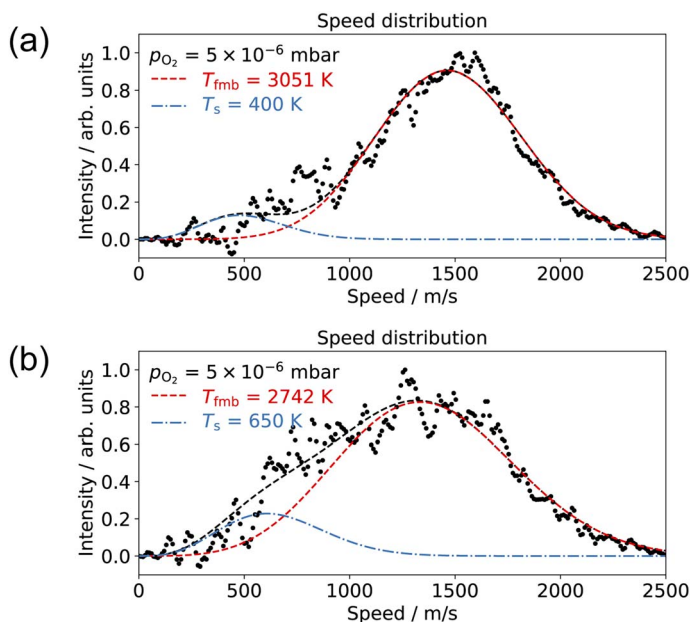 (a)
Speed distribution
p_O₂ = 5 × 10⁻⁶ mbar
T_fmb = 3051 K
T_s = 400 K
Intensity / arb. units
1.0
0.8
0.6
0.4
0.2
0.0
0 500 1000 1500 2000 2500
Speed / m/s
(b)
Speed distribution
p_O₂ = 5 × 10⁻⁶ mbar
T_fmb = 2742 K
T_s = 650 K
Intensity / arb. units
1.0
0.8
0.6
0.4
0.2
0.0
0 500 1000 1500 2000 2500
Speed / m/s